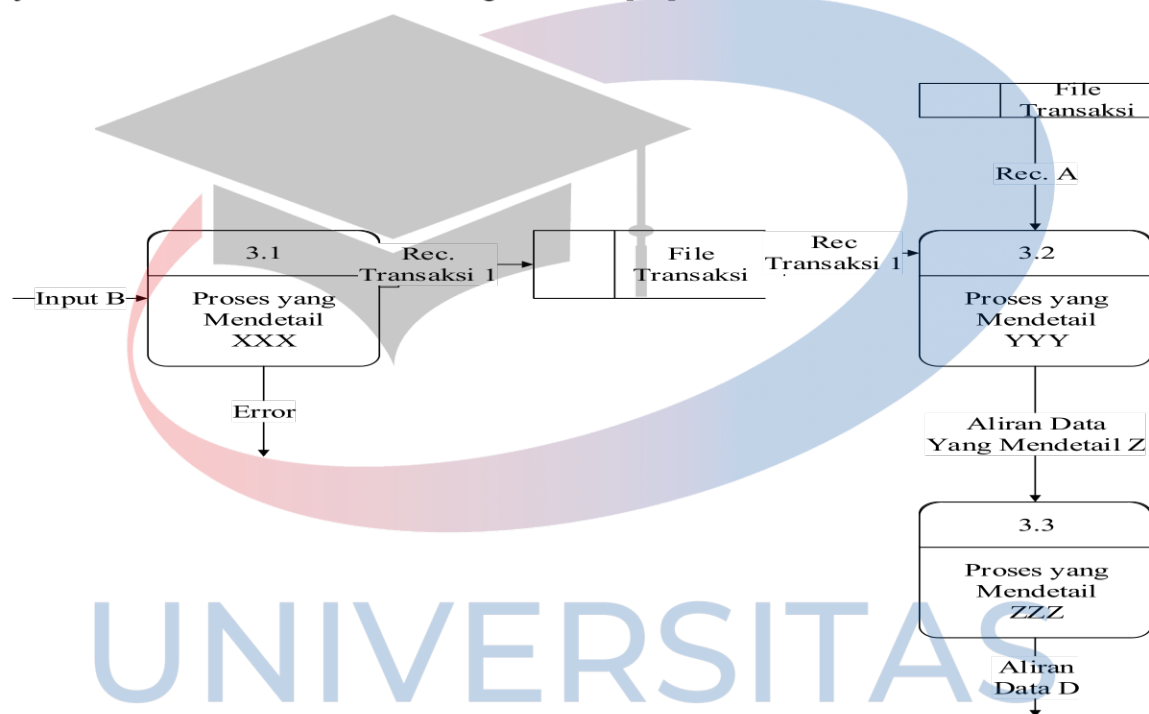 File
Transaksi
Rec. A
3.1
Rec.
Transaksi 1
File
Transaksi
Rec
Transaksi 1
3.2
Input B
Proses yang
Mendetail
XXX
Proses yang
Mendetail
YYY
Error
Aliran Data
Yang Mendetail Z
3.3
Proses yang
Mendetail
ZZZ
UNIVERSITAS
Aliran
Data D